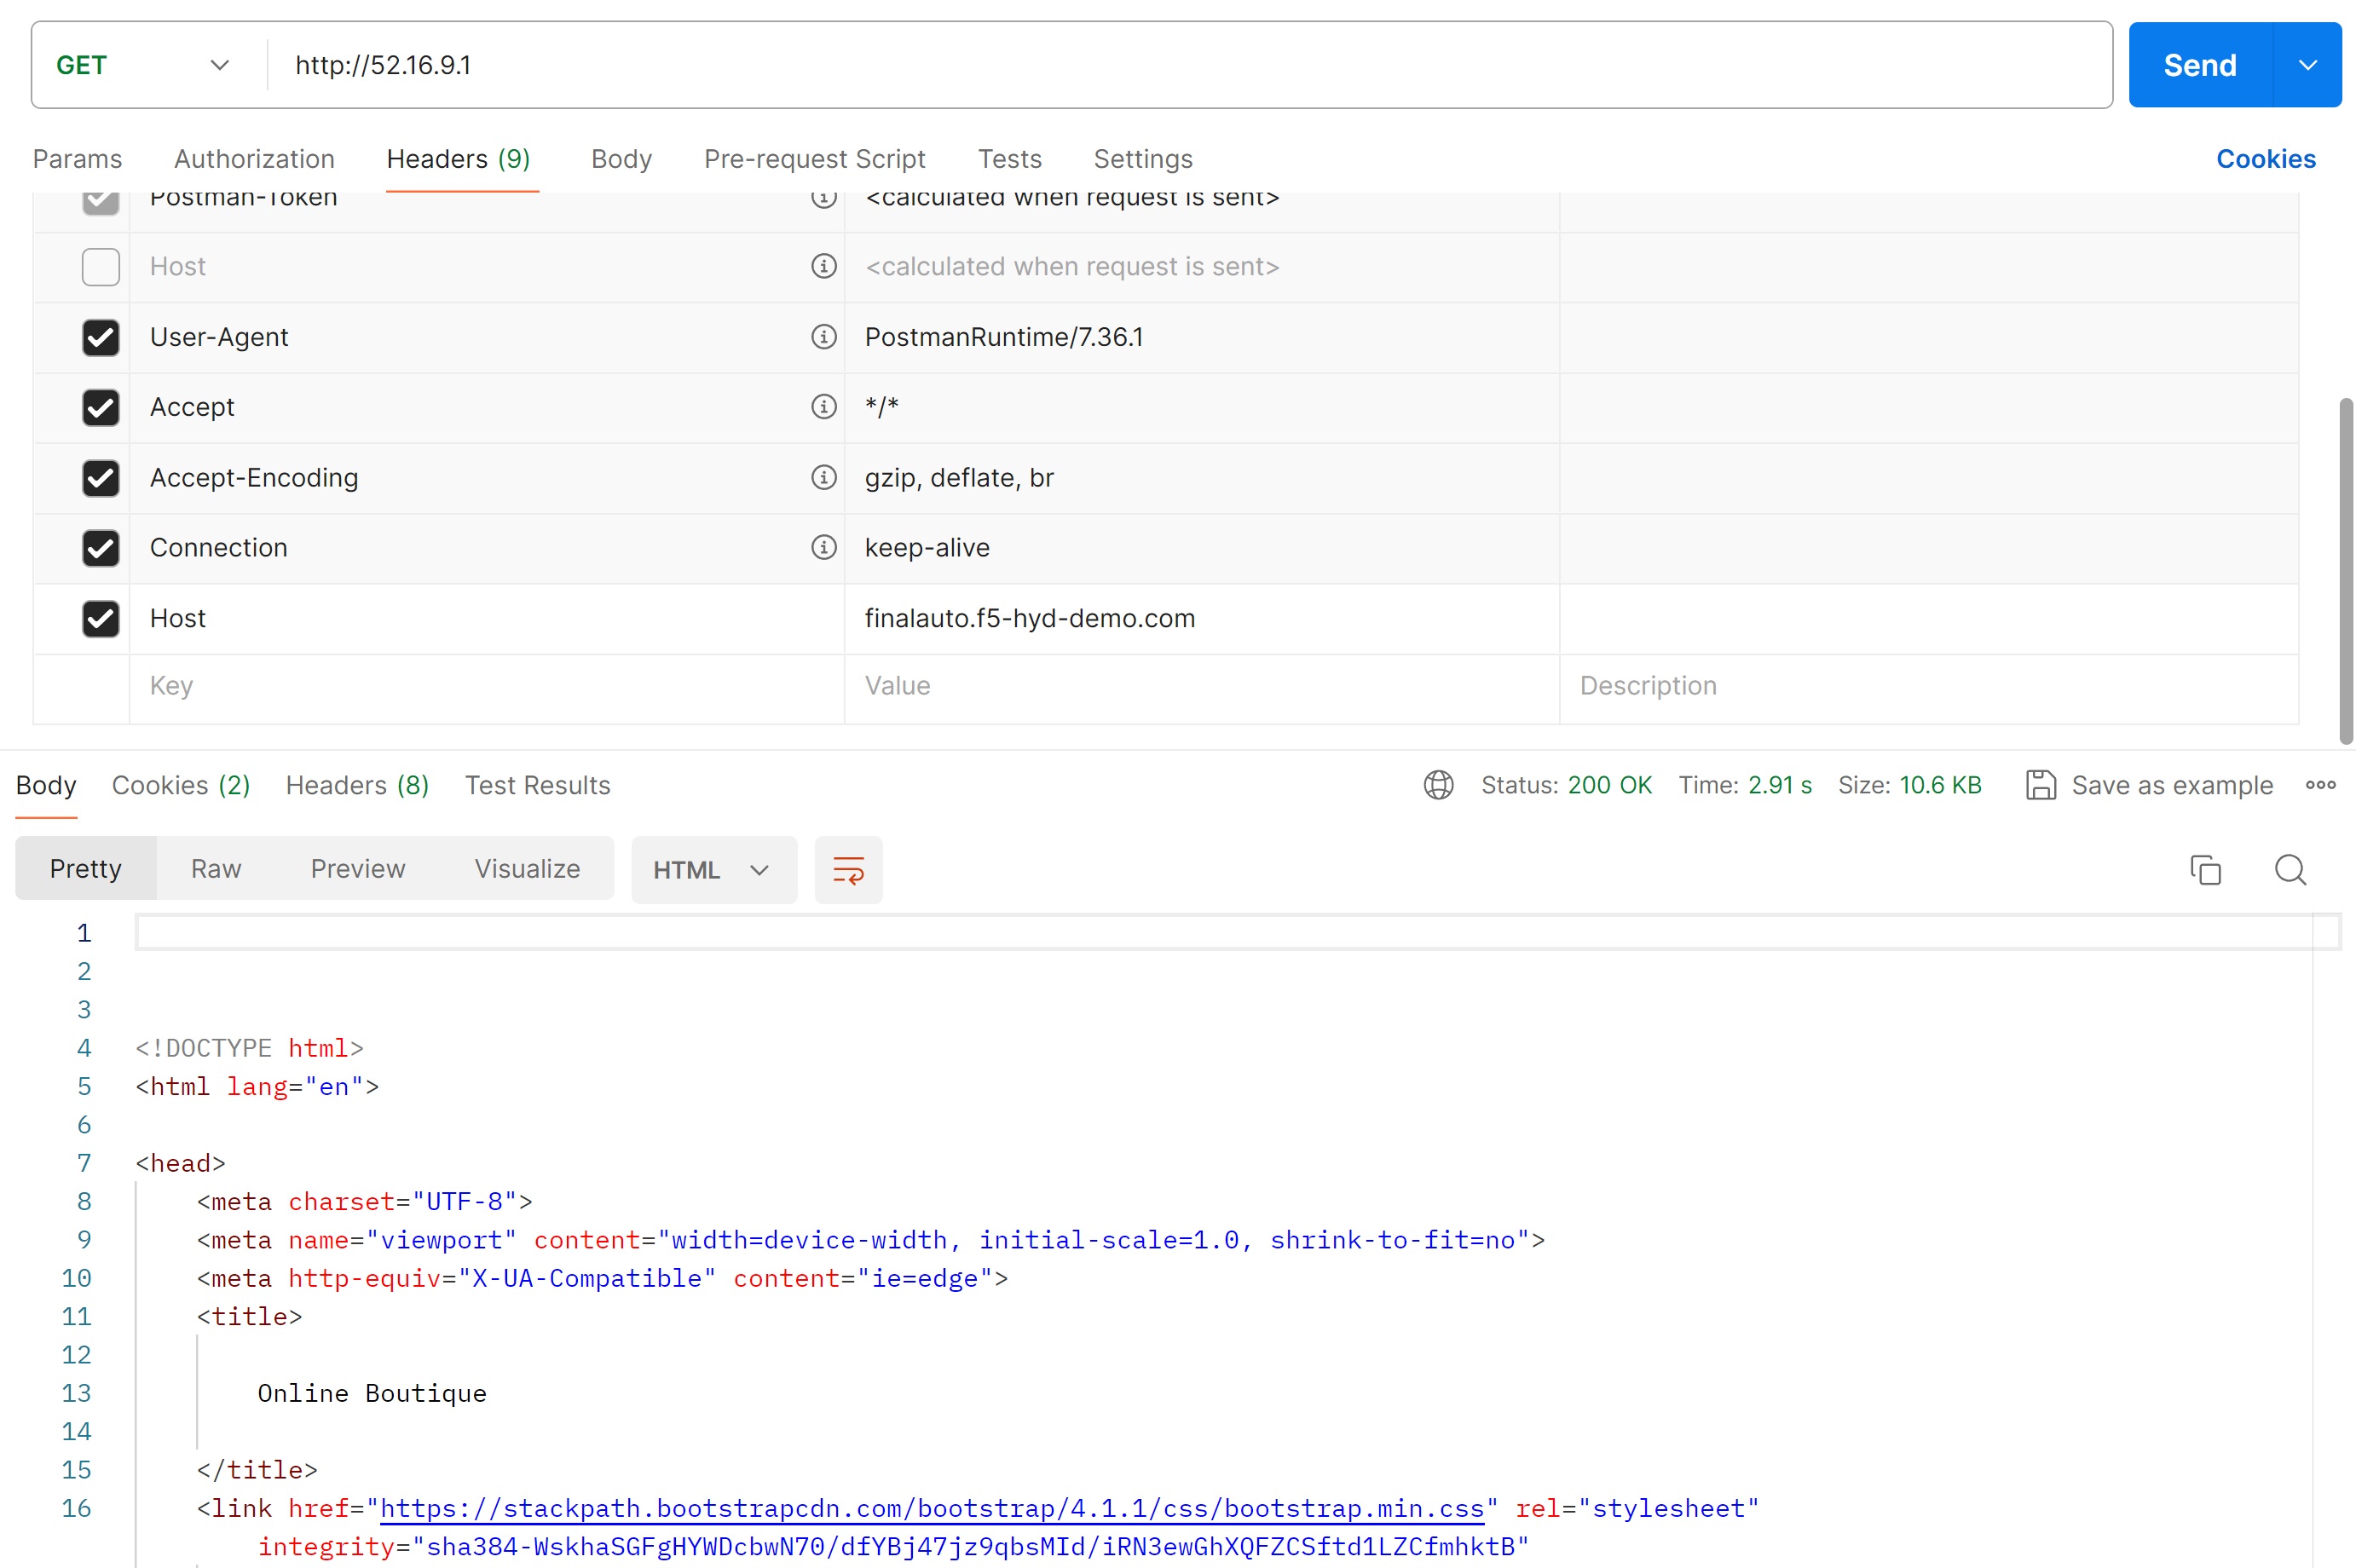 GET http://52.16.9.1 Send
Params Authorization Headers (9) Body Pre-request Script Tests Settings Cookies
Postman-Token <calculated when request is sent>
Host <calculated when request is sent>
User-Agent PostmanRuntime/7.36.1
Accept */*
Accept-Encoding gzip, deflate, br
Connection keep-alive
Host finalauto.f5-hyd-demo.com
Key Value Description
Body Cookies (2) Headers (8) Test Results Status: 200 OK Time: 2.91 s Size: 10.6 KB Save as example
Pretty Raw Preview Visualize HTML
1
2
3
4 <!DOCTYPE html>
5 <html lang="en">
6
7 <head>
8 <meta charset="UTF-8">
9 <meta name="viewport" content="width=device-width, initial-scale=1.0, shrink-to-fit=no">
10 <meta http-equiv="X-UA-Compatible" content="ie=edge">
11 <title>
12
13 Online Boutique
14
15 </title>
16 <link href="https://stackpath.bootstrapcdn.com/bootstrap/4.1.1/css/bootstrap.min.css" rel="stylesheet"
integrity="sha384-WskhaSGFgHYWDcbwN70/dfYBj47jz9qbsMId/iRN3ewGhXQFZCSftd1LZCfmhktB"